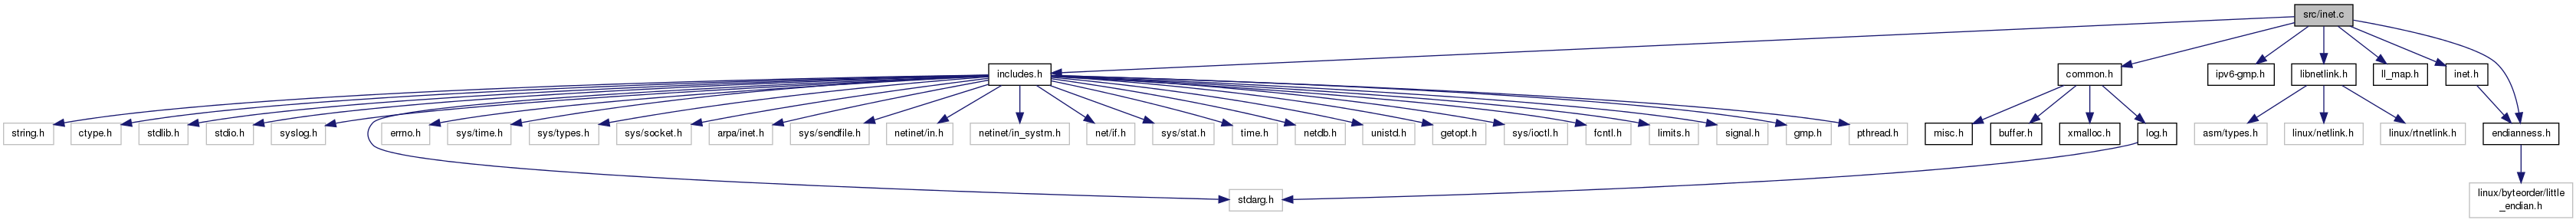 src/inet.c
includes.h
common.h
ipv6-gmp.h
libnetlink.h
ll_map.h
inet.h
string.h
ctype.h
stdlib.h
stdio.h
syslog.h
errno.h
sys/time.h
sys/types.h
sys/socket.h
arpa/inet.h
sys/sendfile.h
netinet/in.h
netinet/in_systm.h
net/if.h
sys/stat.h
time.h
netdb.h
unistd.h
getopt.h
sys/ioctl.h
fcntl.h
limits.h
signal.h
gmp.h
pthread.h
misc.h
buffer.h
xmalloc.h
log.h
asm/types.h
linux/netlink.h
linux/rtnetlink.h
endianness.h
stdarg.h
linux/byteorder/little
_endian.h